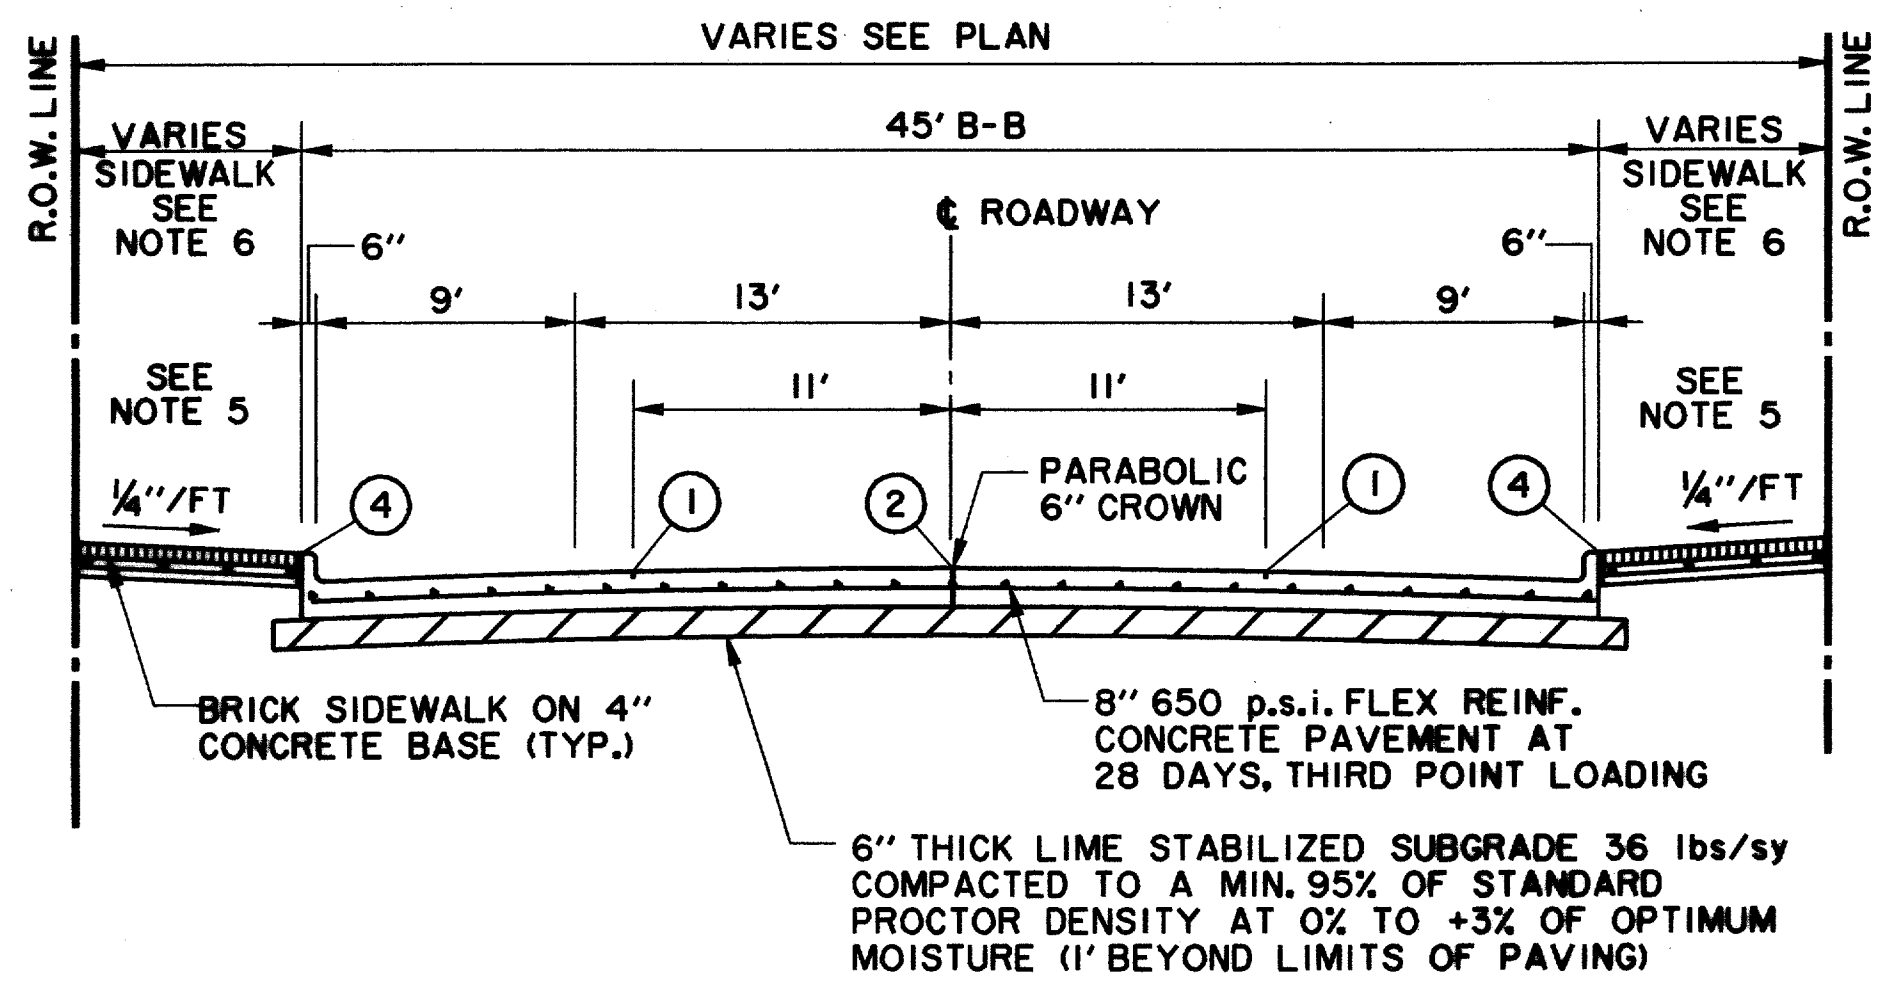 VARIES SEE PLAN
R.O.W. LINE
R.O.W. LINE
45' B-B
VARIES
SIDEWALK
SEE
NOTE 6
VARIES
SIDEWALK
SEE
NOTE 6
℄ ROADWAY
6"
6"
9'
13'
13'
9'
11'
11'
SEE
NOTE 5
SEE
NOTE 5
1/4"/FT
1/4"/FT
4
1
2
1
4
PARABOLIC
6" CROWN
BRICK SIDEWALK ON 4"
CONCRETE BASE (TYP.)
8" 650 p.s.i. FLEX REINF.
CONCRETE PAVEMENT AT
28 DAYS, THIRD POINT LOADING
6" THICK LIME STABILIZED SUBGRADE 36 lbs/sy
COMPACTED TO A MIN. 95% OF STANDARD
PROCTOR DENSITY AT 0% TO +3% OF OPTIMUM
MOISTURE (1' BEYOND LIMITS OF PAVING)